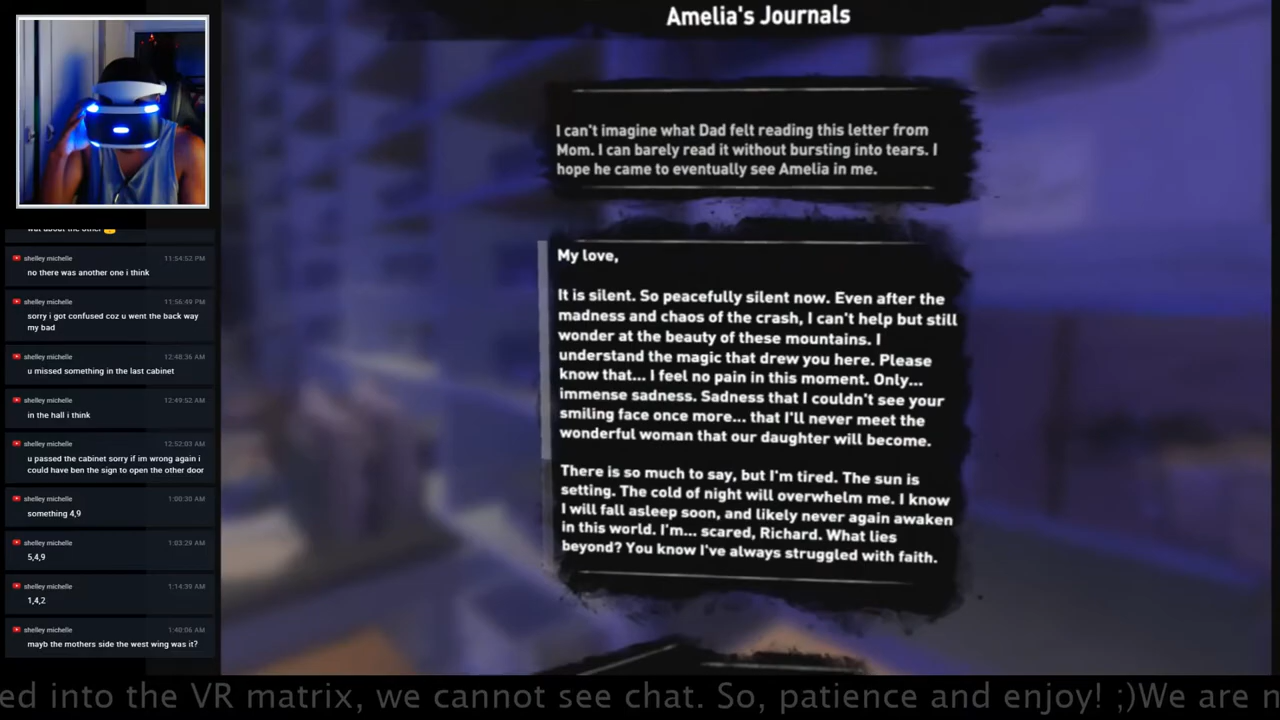 Amelia's Journals
I can't imagine what Dad felt reading this letter from
Mom. I can barely read it without bursting into tears. I
hope he came to eventually see Amelia in me.
My love,
It is silent. So peacefully silent now. Even after the
madness and chaos of the crash, I can't help but still
wonder at the beauty of these mountains. I
understand the magic that drew you here. Please
know that... I feel no pain in this moment. Only...
immense sadness. Sadness that I couldn't see your
smiling face once more... that I'll never meet the
wonderful woman that our daughter will become.
There is so much to say, but I'm tired. The sun is
setting. The cold of night will overwhelm me. I know
I will fall asleep soon, and likely never again awaken
in this world. I'm... scared, Richard. What lies
beyond? You know I've always struggled with faith.
shelley michelle 11:54:52 PM
no there was another one i think
shelley michelle 11:56:49 PM
sorry i got confused coz u went the back way
my bad
shelley michelle 12:48:36 AM
u missed something in the last cabinet
shelley michelle 12:49:52 AM
in the hall i think
shelley michelle 12:52:03 AM
u passed the cabinet sorry if im wrong again i
could have ben the sign to open the other door
shelley michelle 1:00:30 AM
something 4,9
shelley michelle 1:03:29 AM
5,4,9
shelley michelle 1:14:39 AM
1,4,2
shelley michelle 1:40:06 AM
mayb the mothers side the west wing was it?
ed into the VR matrix, we cannot see chat. So, patience and enjoy! ;)We are n